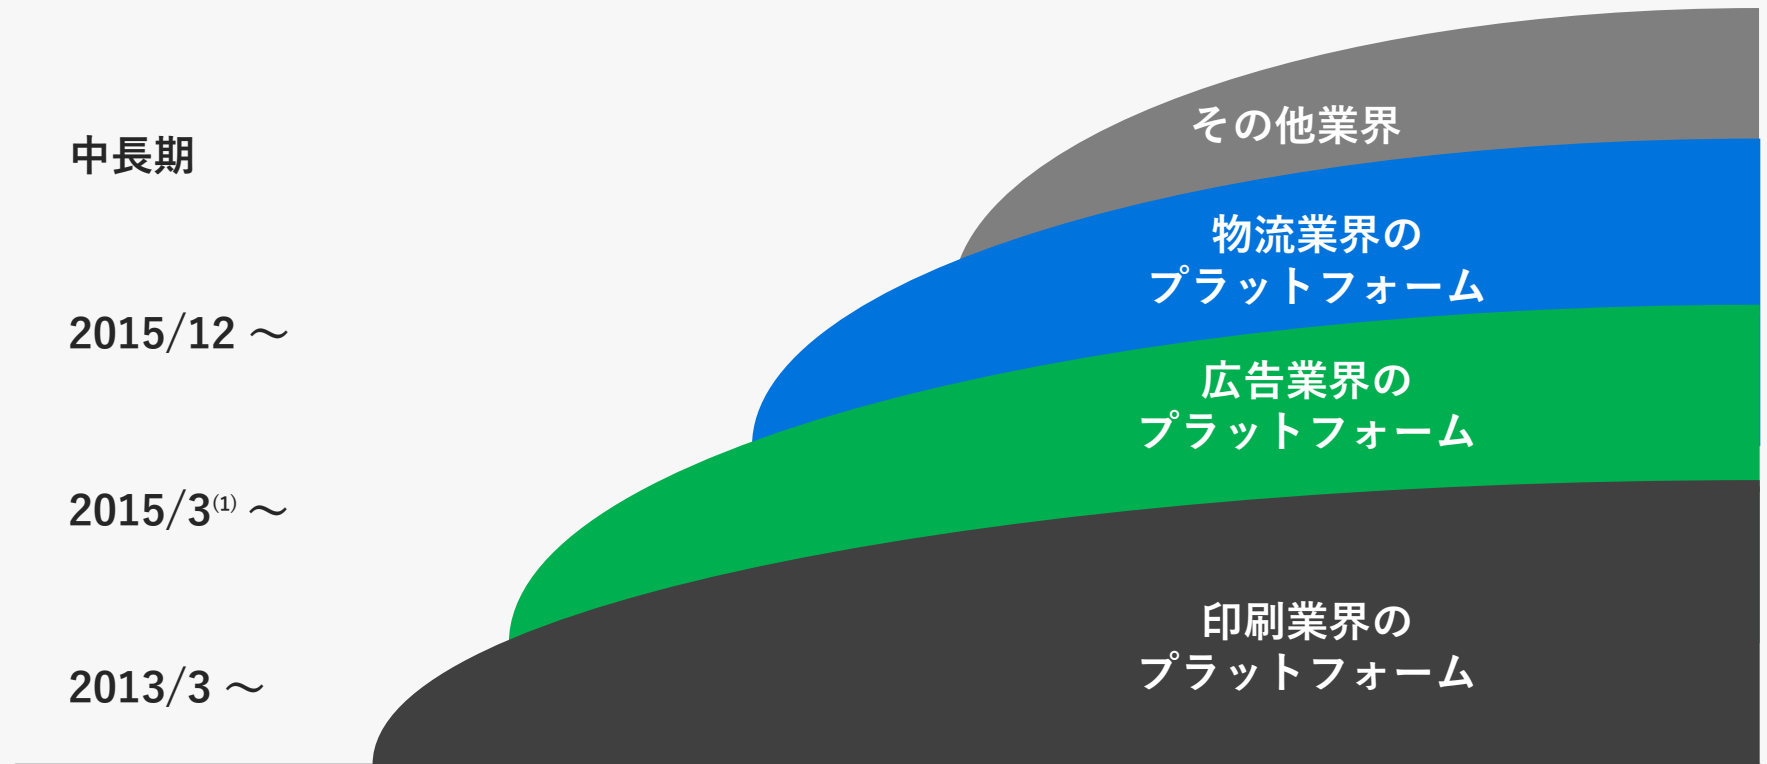 中長期
その他業界
物流業界の
プラットフォーム
2015/12 ～
広告業界の
プラットフォーム
2015/3(1) ～
印刷業界の
プラットフォーム
2013/3 ～